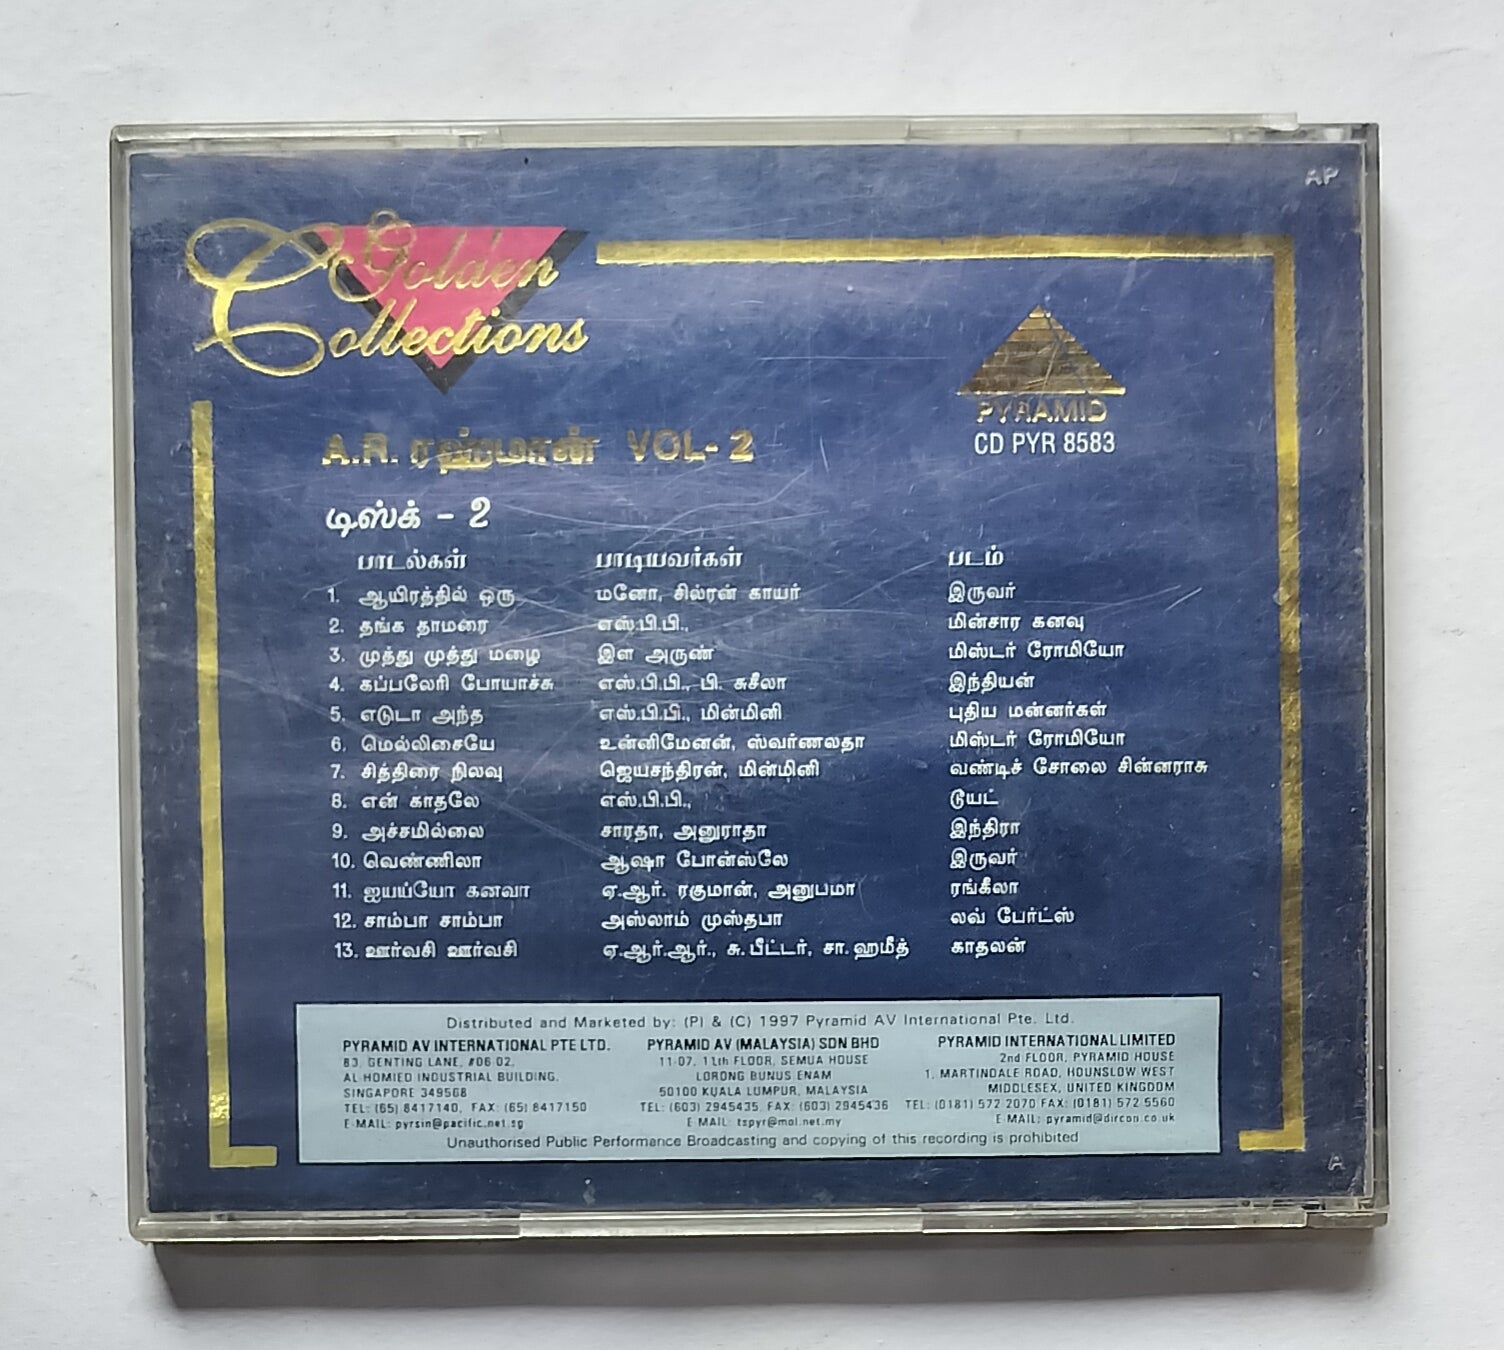 AP
Golden
Collections
PYRAMID
CD PYR 8583
A.R. ரஹ்மான் VOL- 2
டிஸ்க் - 2
பாடல்கள் பாடியவர்கள் படம்
1. ஆயிரத்தில் ஒரு மனோ, சில்ரன் காயர் இருவர்
2. தங்க தாமரை எஸ்.பி.பி., மின்சார கனவு
3. முத்து முத்து மழை இள அருண் மிஸ்டர் ரோமியோ
4. கப்பலேரி போயாச்சு எஸ்.பி.பி., பி. சுசீலா இந்தியன்
5. எடுடா அந்த எஸ்.பி.பி., மின்மினி புதிய மன்னர்கள்
6. மெல்லிசையே உன்னிமேனன், ஸ்வர்ணலதா மிஸ்டர் ரோமியோ
7. சித்திரை நிலவு ஜெயசந்திரன், மின்மினி வண்டிச் சோலை சின்னராசு
8. என் காதலே எஸ்.பி.பி., டூயட்
9. அச்சமில்லை சாரதா, அனுராதா இந்திரா
10. வெண்ணிலா ஆஷா போன்ஸ்லே இருவர்
11. ஐயய்யோ கனவா ஏ.ஆர். ரகுமான், அனுபமா ரங்கீலா
12. சாம்பா சாம்பா அஸ்லாம் முஸ்தபா லவ் பேர்ட்ஸ்
13. ஊர்வசி ஊர்வசி ஏ.ஆர்.ஆர்., சு.பீட்டர், சா.ஹமீத் காதலன்
Distributed and Marketed by: (P) & (C) 1997 Pyramid AV International Pte. Ltd.
PYRAMID AV INTERNATIONAL PTE LTD.
83, GENTING LANE, #06-02,
AL-HOMIED INDUSTRIAL BUILDING.
SINGAPORE 349568
TEL: (65) 8417140, FAX: (65) 8417150
E-MAIL: pyrsin@pacific.net.sg
PYRAMID AV (MALAYSIA) SDN BHD
11-07, 11th FLOOR, SEMUA HOUSE
LORONG BUNUS ENAM
50100 KUALA LUMPUR, MALAYSIA
TEL: (603) 2945435, FAX: (603) 2945436
E MAIL: tspyr@mol.net.my
PYRAMID INTERNATIONAL LIMITED
2nd FLOOR, PYRAMID HOUSE
1, MARTINDALE ROAD, HOUNSLOW WEST
MIDDLESEX, UNITED KINGDOM
TEL: (0181) 572 2070 FAX: (0181) 572 5560
E-MAIL: pyramid@dircon.co.uk
Unauthorised Public Performance Broadcasting and copying of this recording is prohibited
A